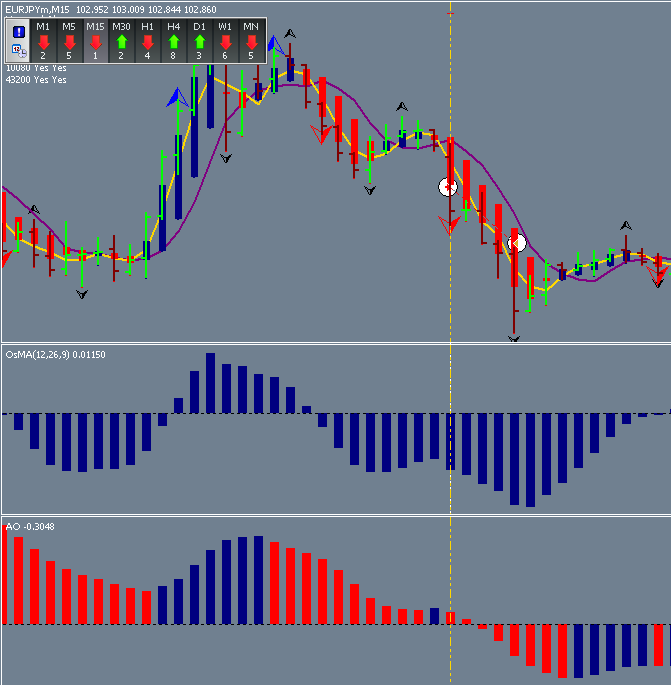 EURJPYm,M15 102.952 103.009 102.844 102.860
M1 M5 M15 M30 H1 H4 D1 W1 MN
2 5 1 2 4 8 3 6 5
10080 Yes Yes
43200 Yes Yes
OsMA(12,26,9) 0.01150
AO -0.3048